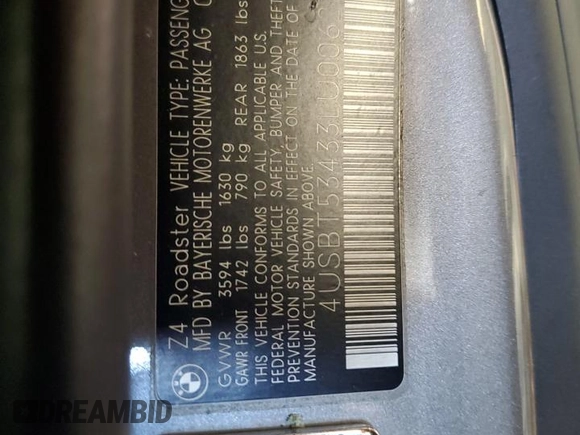 Z4 Roadster VEHICLE TYPE: PASSENG
MFD BY BAYERISCHE MOTORENWERKE AG
GVWR 3594 lbs 1630 kg
GAWR FRONT 1742 lbs 790 kg REAR 1863 lbs
THIS VEHICLE CONFORMS TO ALL APPLICABLE U.S.
FEDERAL MOTOR VEHICLE SAFETY, BUMPER AND THEFT
PREVENTION STANDARDS IN EFFECT ON THE DATE OF
MANUFACTURE SHOWN ABOVE
4USBT53433LU006
BMW
DREAMBID